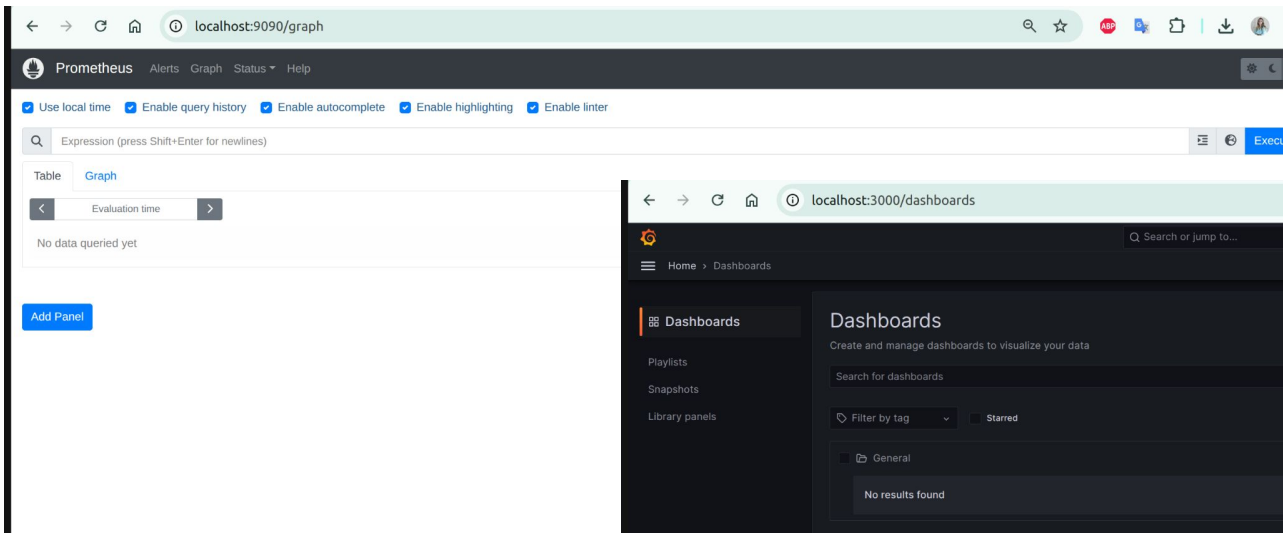 localhost:9090/graph
ABP
Prometheus Alerts Graph Status Help
Use local time Enable query history Enable autocomplete Enable highlighting Enable linter
Expression (press Shift+Enter for newlines)
Execu
Table Graph
Evaluation time
No data queried yet
Add Panel
localhost:3000/dashboards
Search or jump to...
Home › Dashboards
Dashboards
Playlists
Snapshots
Library panels
Dashboards
Create and manage dashboards to visualize your data
Search for dashboards
Filter by tag Starred
General
No results found